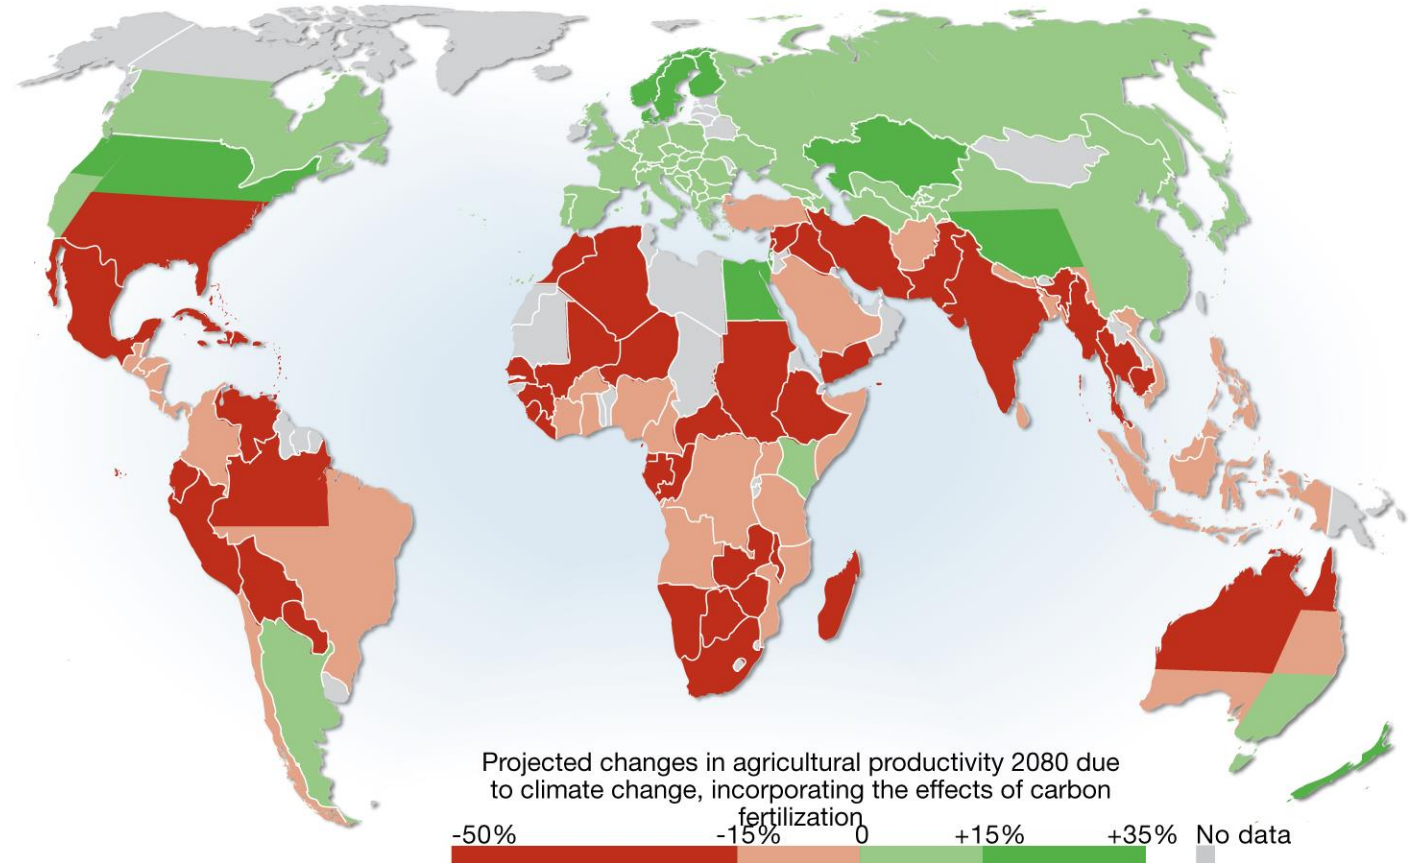 Projected changes in agricultural productivity 2080 due
to climate change, incorporating the effects of carbon
fertilization
-50% -15% 0 +15% +35% No data